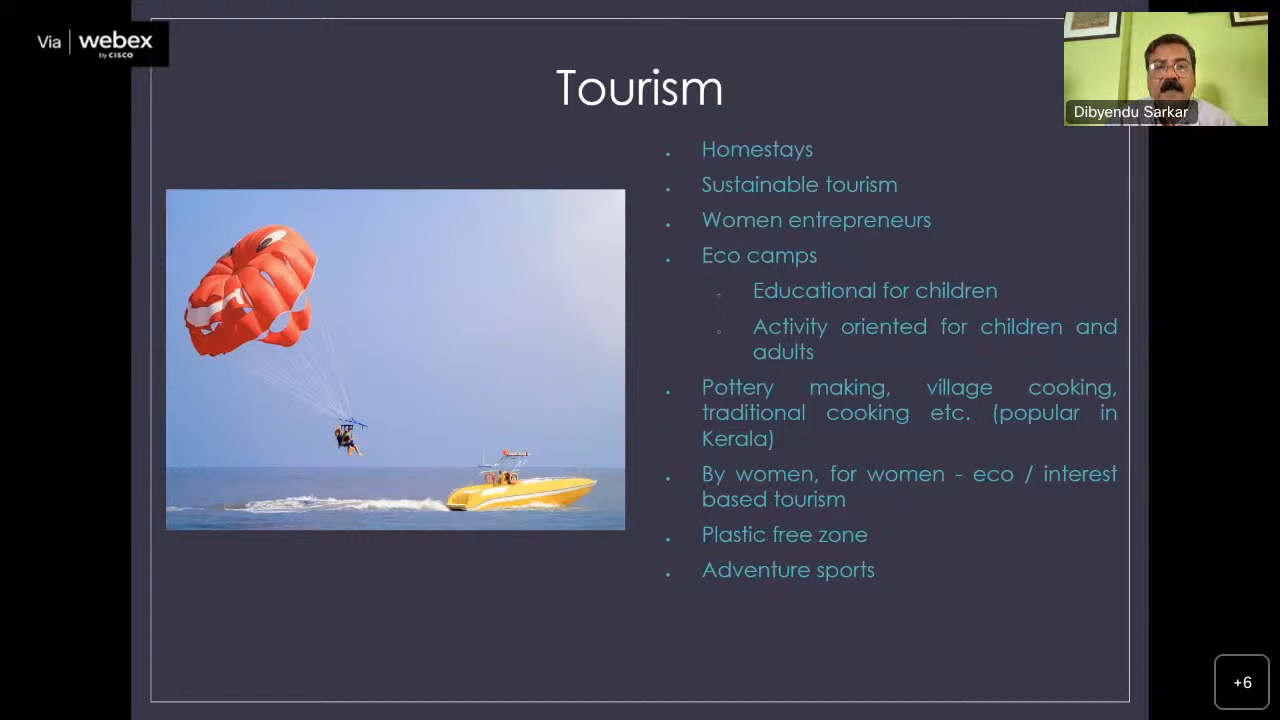 Via webex
by CISCO
Tourism
Dibyendu Sarkar
Homestays
Sustainable tourism
Women entrepreneurs
Eco camps
Educational for children
Activity oriented for children and
adults
Pottery making, village cooking,
traditional cooking etc. (popular in
Kerala)
By women, for women - eco / interest
based tourism
Plastic free zone
Adventure sports
+6